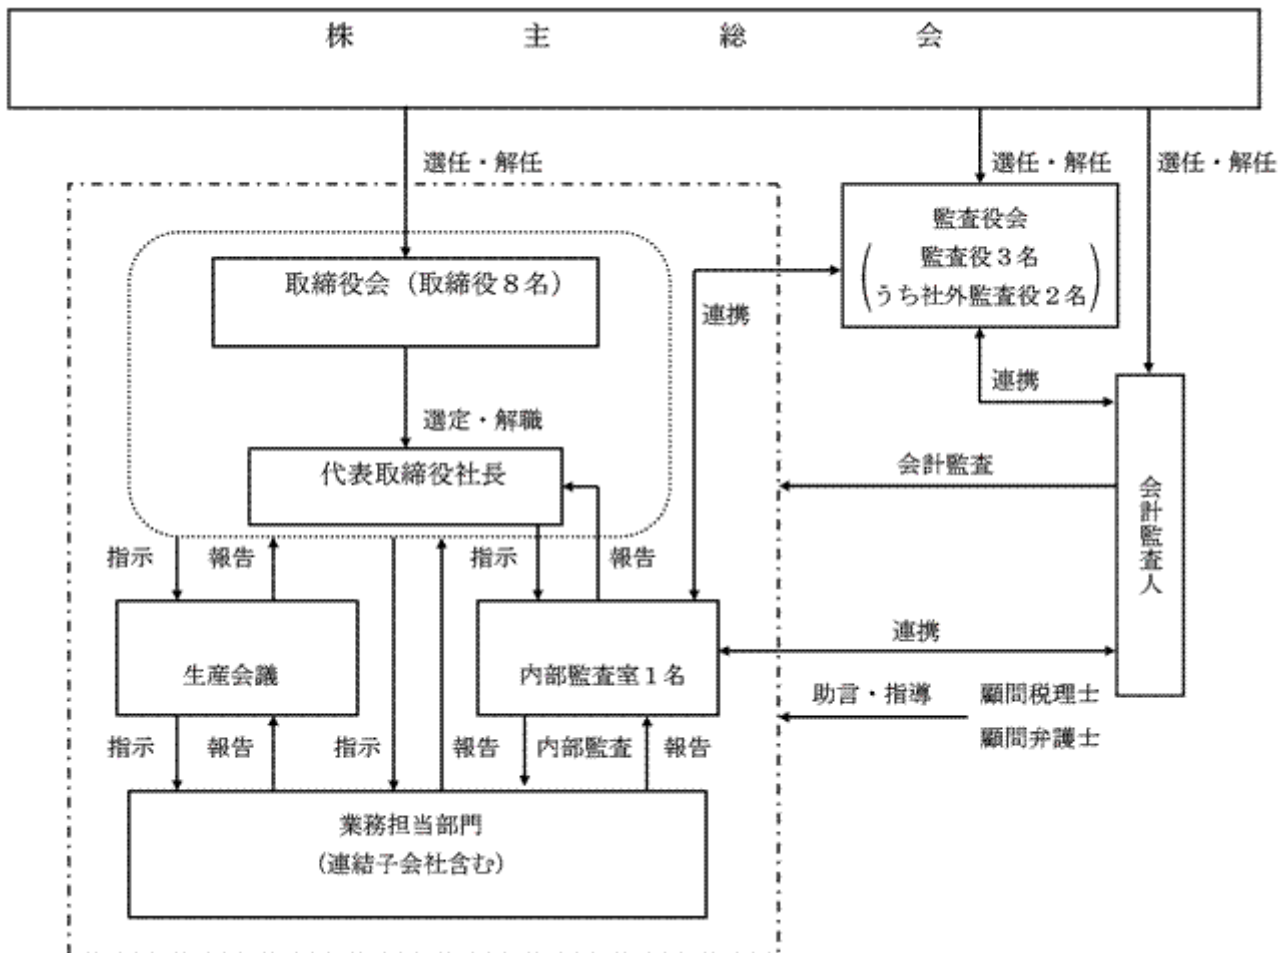 株主総会
選任・解任
選任・解任
選任・解任
監査役会
監査役３名
うち社外監査役２名
取締役会（取締役８名）
連携
連携
選定・解職
代表取締役社長
会計監査
会計監査人
指示
報告
指示
報告
生産会議
内部監査室１名
連携
助言・指導
顧問税理士
顧問弁護士
指示
報告
指示
報告
内部監査
報告
業務担当部門
（連結子会社含む）